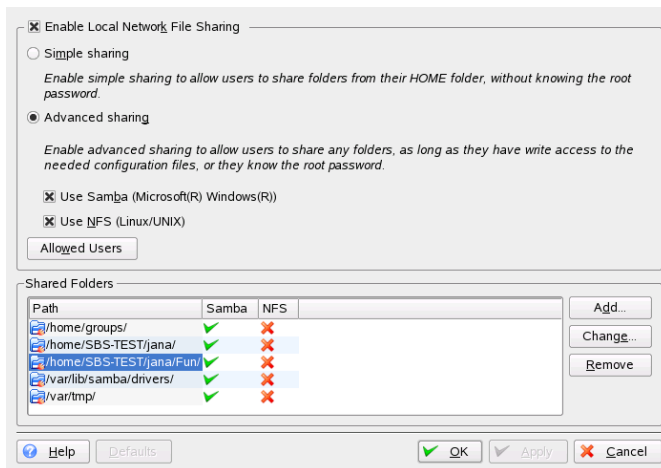 Enable Local Network File Sharing
Simple sharing
Enable simple sharing to allow users to share folders from their HOME folder, without knowing the root
password.
Advanced sharing
Enable advanced sharing to allow users to share any folders, as long as they have write access to the
needed configuration files, or they know the root password.
Use Samba (Microsoft(R) Windows(R))
Use NFS (Linux/UNIX)
Allowed Users
Shared Folders
Path Samba NFS
/home/groups/
/home/SBS-TEST/jana/
/home/SBS-TEST/jana/Fun/
/var/lib/samba/drivers/
/var/tmp/
Add...
Change...
Remove
Help Defaults OK Apply Cancel